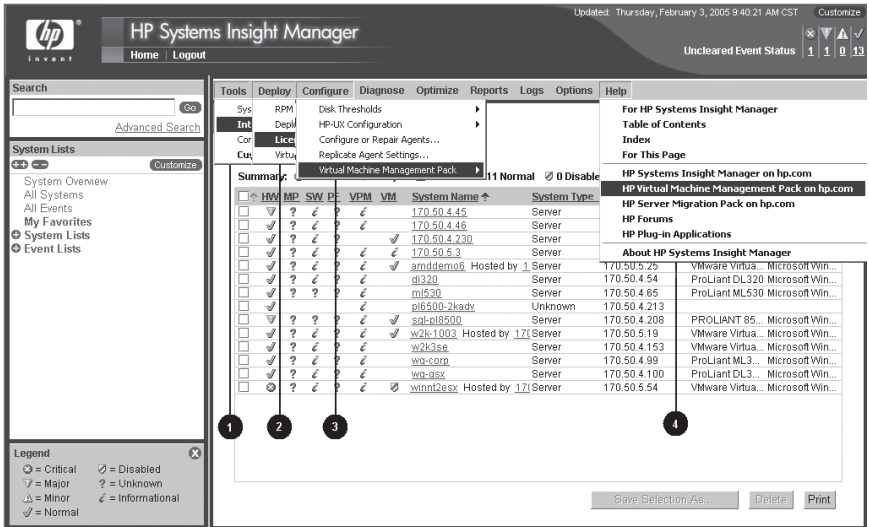 Updated: Thursday, February 3, 2005 9:40:21 AM CST Customize
hp
invent
HP Systems Insight Manager
Home | Logout
Uncleared Event Status 1 1 0 13
Search
Go
Advanced Search
System Lists
Customize
System Overview
All Systems
All Events
My Favorites
System Lists
Event Lists
Legend
= Critical = Disabled
= Major ? = Unknown
= Minor = Informational
= Normal
Tools Deploy Configure Diagnose Optimize Reports Logs Options Help
Sys RPM Disk Thresholds
Int Depl HP-UX Configuration
Cor Lice Configure or Repair Agents...
Cu Virtu Replicate Agent Settings...
Virtual Machine Management Pack
For HP Systems Insight Manager
Table of Contents
Index
For This Page
HP Systems Insight Manager on hp.com
HP Virtual Machine Management Pack on hp.com
HP Server Migration Pack on hp.com
HP Forums
HP Plug-in Applications
About HP Systems Insight Manager
Summary: 11 Normal 0 Disable
HW MP SW PF VPM VM System Name System Type
? ? 170.50.4.45 Server
? ? 170.50.4.46 Server
? ? 170.50.4.230 Server
? ? 170.50.5.3 Server
? ? amddemo6 Hosted by 1 Server 170.50.5.25 VMware Virtua... Microsoft Win...
? ? dl320 Server 170.50.4.54 ProLiant DL320 Microsoft Win...
? ? ? ml530 Server 170.50.4.65 ProLiant ML530 Microsoft Win...
pl6500-2kadv Unknown 170.50.4.213
? ? ? sql-pl8500 Server 170.50.4.208 PROLIANT 85... Microsoft Win...
? ? w2k-1003 Hosted by 17( Server 170.50.5.19 VMware Virtua... Microsoft Win...
? ? w2k3se Server 170.50.4.153 VMware Virtua... Microsoft Win...
? ? wg-corp Server 170.50.4.99 ProLiant ML3... Microsoft Win...
? ? wg-gsx Server 170.50.4.100 ProLiant DL3... Microsoft Win...
? ? winnt2esx Hosted by 17( Server 170.50.5.54 VMware Virtua... Microsoft Win...
1 2 3 4
Save Selection As... Delete Print